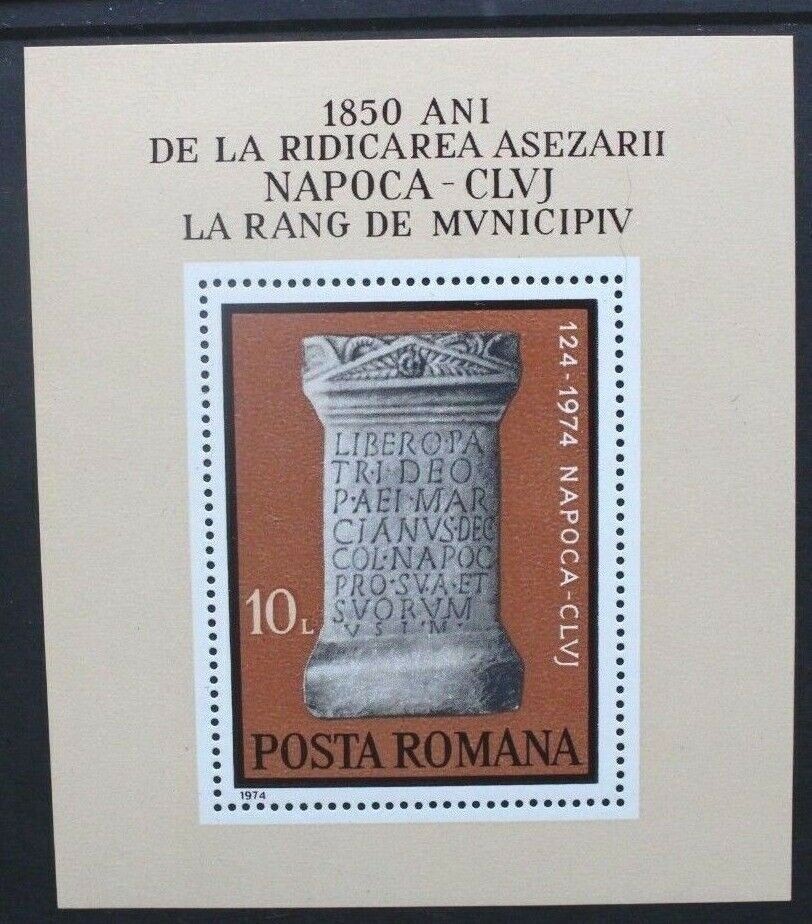 1850 ANI
DE LA RIDICAREA ASEZARII
NAPOCA - CLVJ
LA RANG DE MVNICIPIV
LIBERO·PA
TRI·DEO
P·AEI·MAR
CIANVS·DEC
COL·NAPOC
PRO·SVA·ET
SVORVM
V S L M
124 · 1974 NAPOCA-CLVJ
10L
POSTA ROMANA
1974